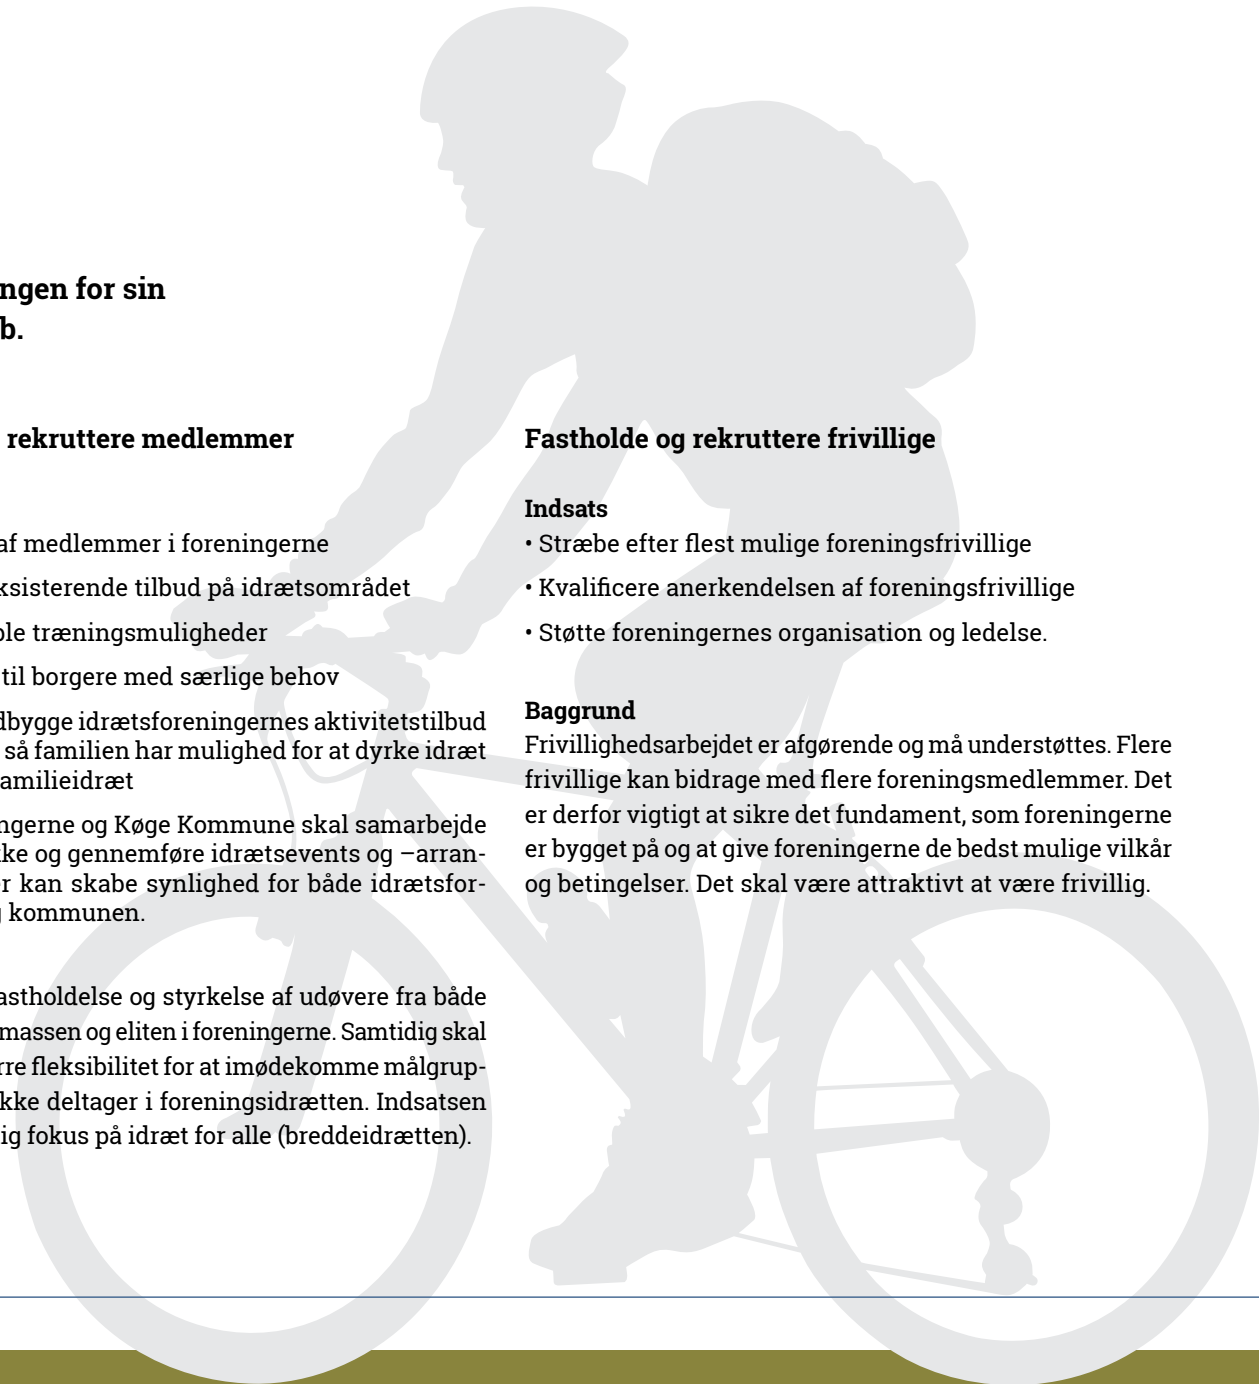 ngen for sin
b.
rekruttere medlemmer
af medlemmer i foreningerne
ksisterende tilbud på idrætsområdet
ble træningsmuligheder
til borgere med særlige behov
dbygge idrætsforeningernes aktivitetstilbud
så familien har mulighed for at dyrke idræt
amilieidræt
ngerne og Køge Kommune skal samarbejde
kke og gennemføre idrætsevents og –arran-
er kan skabe synlighed for både idrætsfor-
g kommunen.
astholdelse og styrkelse af udøvere fra både
massen og eliten i foreningerne. Samtidig skal
rre fleksibilitet for at imødekomme målgrup-
kke deltager i foreningsidrætten. Indsatsen
ig fokus på idræt for alle (breddeidrætten).
Fastholde og rekruttere frivillige
Indsats
• Stræbe efter flest mulige foreningsfrivillige
• Kvalificere anerkendelsen af foreningsfrivillige
• Støtte foreningernes organisation og ledelse.
Baggrund
Frivillighedsarbejdet er afgørende og må understøttes. Flere
frivillige kan bidrage med flere foreningsmedlemmer. Det
er derfor vigtigt at sikre det fundament, som foreningerne
er bygget på og at give foreningerne de bedst mulige vilkår
og betingelser. Det skal være attraktivt at være frivillig.